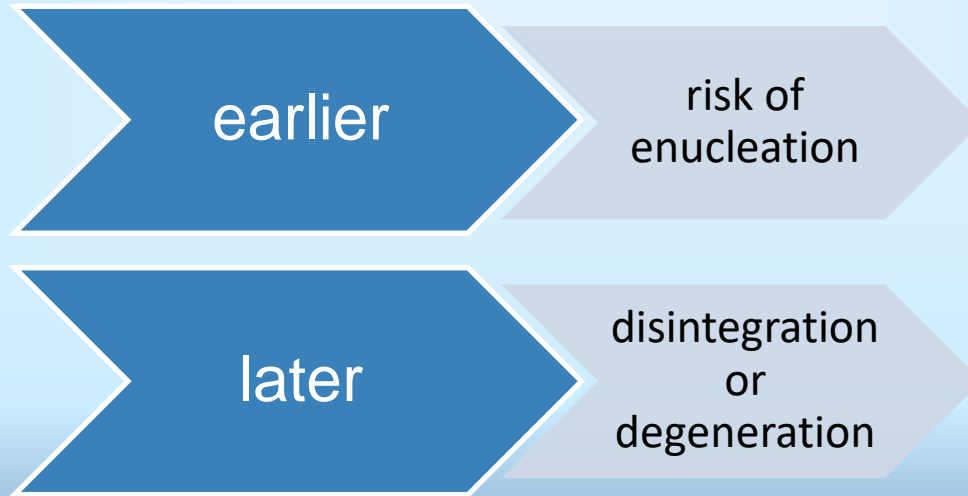 earlier
risk of
enucleation
later
disintegration
or
degeneration